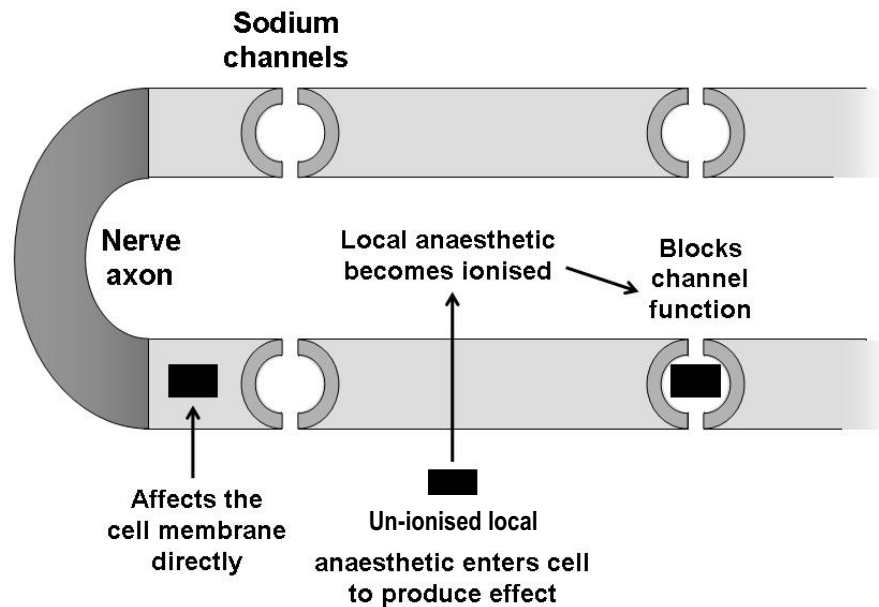 Sodium
channels
Nerve
axon
Local anaesthetic
becomes ionised
Blocks
channel
function
Affects the
cell membrane
directly
Un-ionised local
anaesthetic enters cell
to produce effect